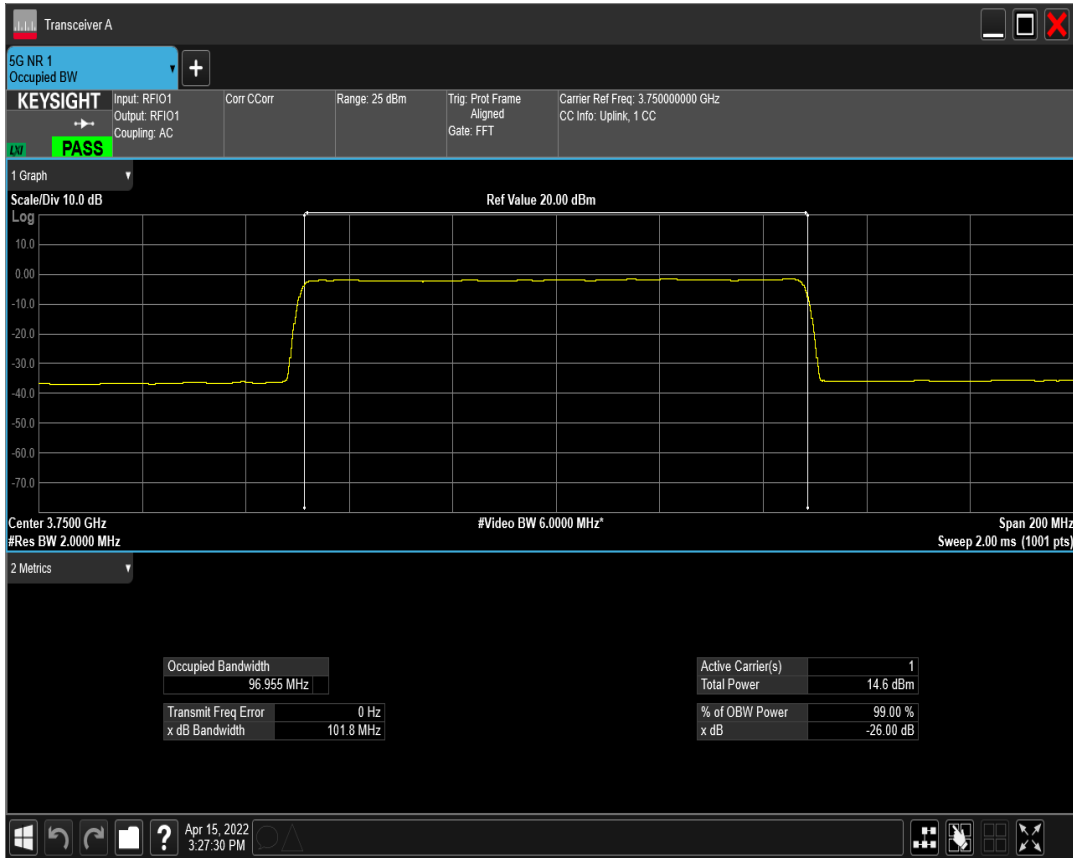 Transceiver A
5G NR 1
Occupied BW
KEYSIGHT
LXI
PASS
Input: RFIO1
Output: RFIO1
Coupling: AC
Corr CCorr
Range: 25 dBm
Trig: Prot Frame
Aligned
Gate: FFT
Carrier Ref Freq: 3.750000000 GHz
CC Info: Uplink, 1 CC
1 Graph
Scale/Div 10.0 dB
Ref Value 20.00 dBm
Log
10.0
0.00
-10.0
-20.0
-30.0
-40.0
-50.0
-60.0
-70.0
Center 3.7500 GHz
#Video BW 6.0000 MHz*
Span 200 MHz
#Res BW 2.0000 MHz
Sweep 2.00 ms (1001 pts)
2 Metrics
Occupied Bandwidth
96.955 MHz
Transmit Freq Error 0 Hz
x dB Bandwidth 101.8 MHz
Active Carrier(s) 1
Total Power 14.6 dBm
% of OBW Power 99.00 %
x dB -26.00 dB
?
Apr 15, 2022
3:27:30 PM